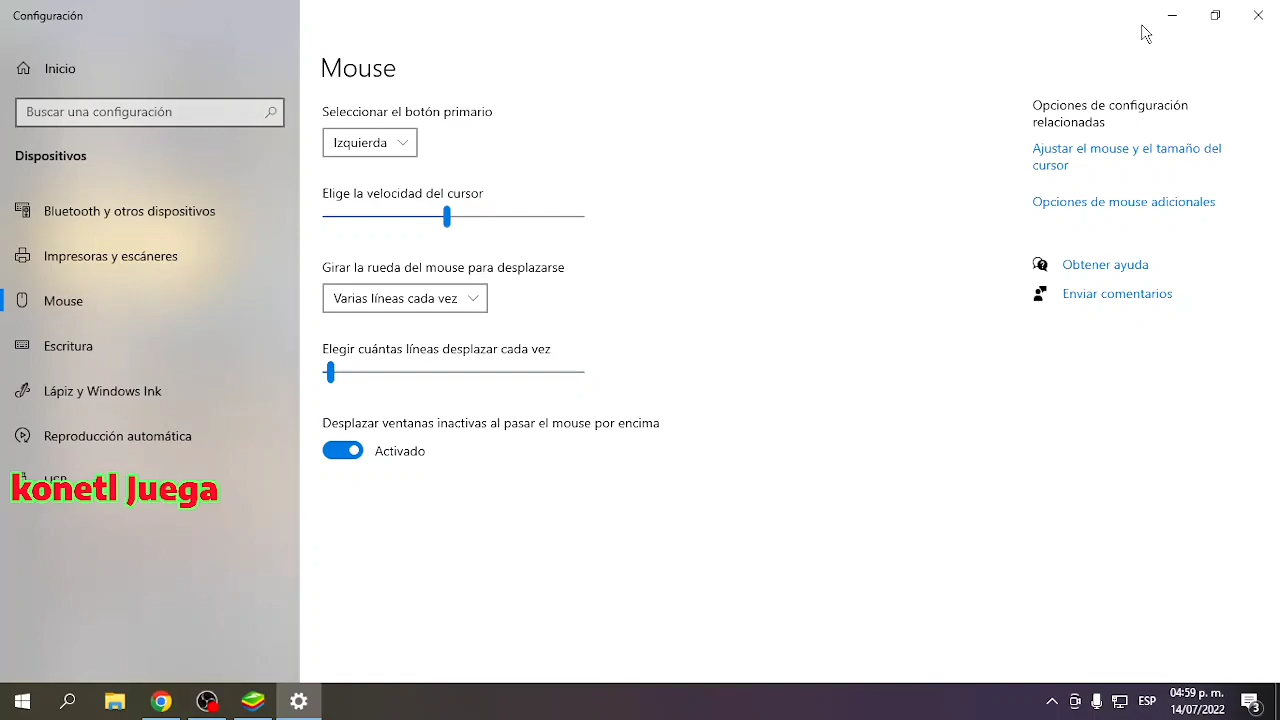 Configuración
Inicio
Buscar una configuración
Dispositivos
Bluetooth y otros dispositivos
Impresoras y escáneres
Mouse
Escritura
Lápiz y Windows Ink
Reproducción automática
USB
konetl Juega
Mouse
Seleccionar el botón primario
Izquierda
Elige la velocidad del cursor
Girar la rueda del mouse para desplazarse
Varias líneas cada vez
Elegir cuántas líneas desplazar cada vez
Desplazar ventanas inactivas al pasar el mouse por encima
Activado
Opciones de configuración
relacionadas
Ajustar el mouse y el tamaño del
cursor
Opciones de mouse adicionales
Obtener ayuda
Enviar comentarios
ESP
04:59 p. m.
14/07/2022
3